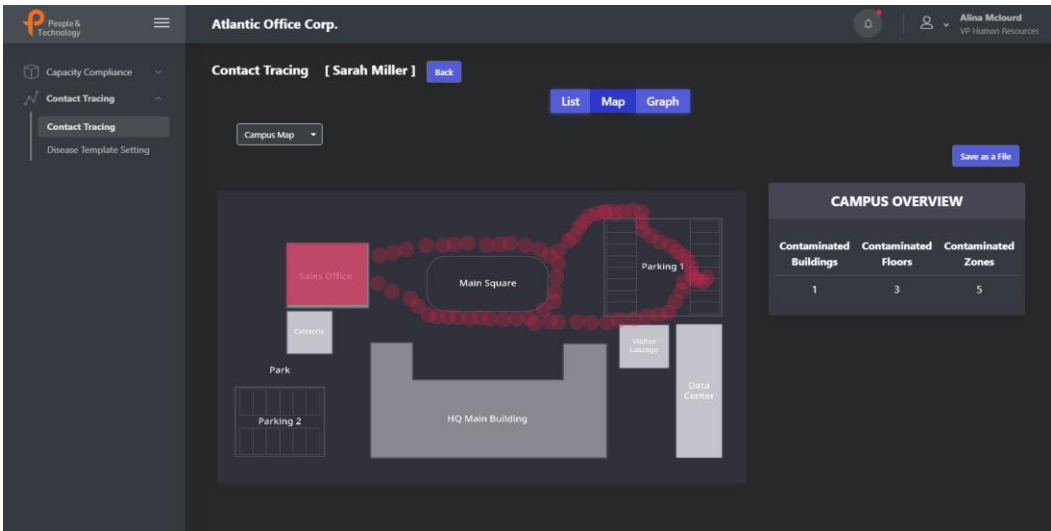 People &
Technology
Atlantic Office Corp.
Alina Mclourd
VP Human Resources
Capacity Compliance
Contact Tracing
Contact Tracing
Disease Template Setting
Contact Tracing [ Sarah Miller ] Back
List Map Graph
Campus Map
Save as a File
Sales Office
Main Square
Parking 1
Cafeteria
Visitor
Lounge
Park
Data
Center
Parking 2
HQ Main Building
CAMPUS OVERVIEW
Contaminated Contaminated Contaminated
Buildings Floors Zones
1 3 5